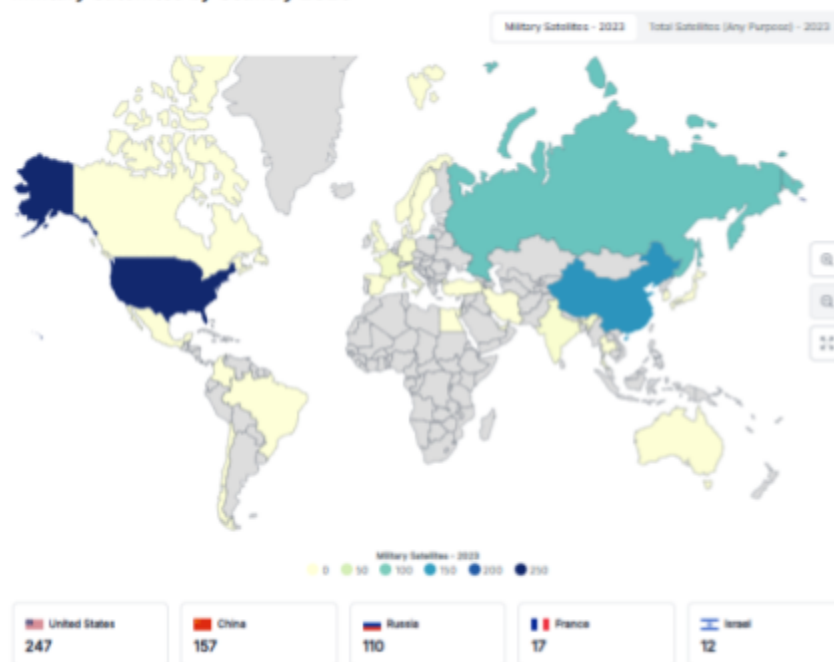 Military Satellites - 2023
Total Satellites (Any Purpose) - 2023
Military Satellites - 2023
0 50 100 150 200 250
United States
247
China
157
Russia
110
France
17
Israel
12